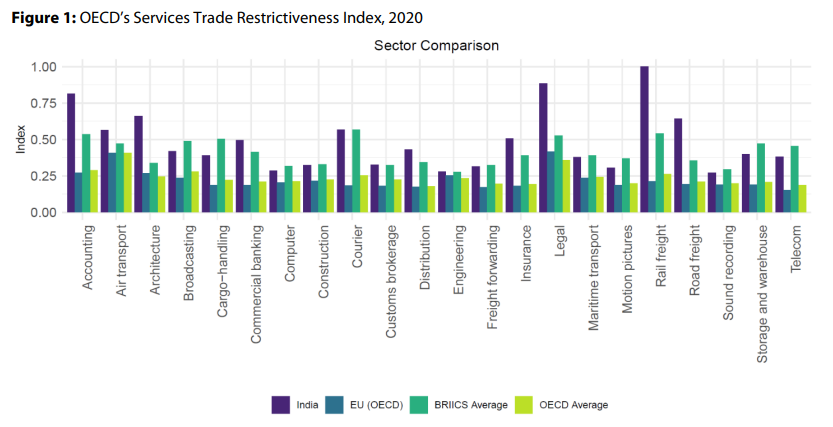 Figure 1: OECD's Services Trade Restrictiveness Index, 2020
Sector Comparison
Index
1.00
0.75
0.50
0.25
0.00
Accounting
Air transport
Architecture
Broadcasting
Cargo-handling
Commercial banking
Computer
Construction
Courier
Customs brokerage
Distribution
Engineering
Freight forwarding
Insurance
Legal
Maritime transport
Motion pictures
Rail freight
Road freight
Sound recording
Storage and warehouse
Telecom
India EU (OECD) BRIICS Average OECD Average